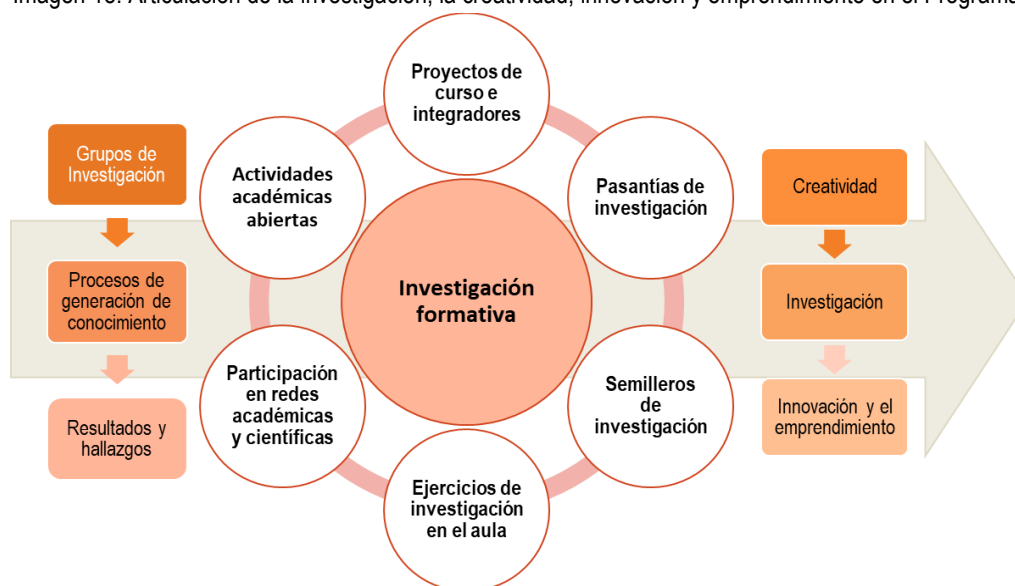 Imagen 10. Articulación de la investigación, la creatividad, innovación y emprendimiento en el Programa
Grupos de
Investigación
Procesos de
generación de
conocimiento
Resultados y
hallazgos
Proyectos de
curso e
integradores
Actividades
académicas
abiertas
Pasantías de
investigación
Investigación
formativa
Participación
en redes
académicas
y científicas
Semilleros
de
investigación
Ejercicios de
investigación
en el aula
Creatividad
Investigación
Innovación y el
emprendimiento